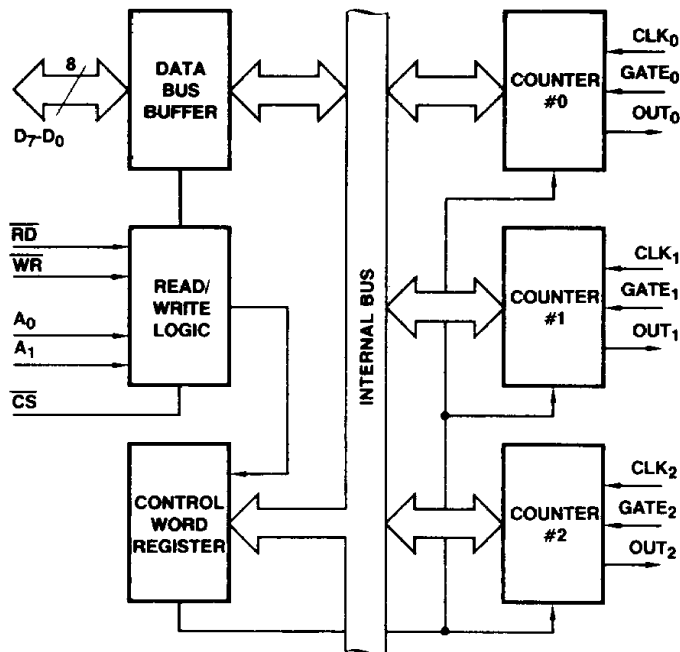 8
D7-D0
DATA
BUS
BUFFER
RD
WR
A0
A1
CS
READ/
WRITE
LOGIC
CONTROL
WORD
REGISTER
INTERNAL BUS
COUNTER
#0
CLK0
GATE0
OUT0
COUNTER
#1
CLK1
GATE1
OUT1
COUNTER
#2
CLK2
GATE2
OUT2